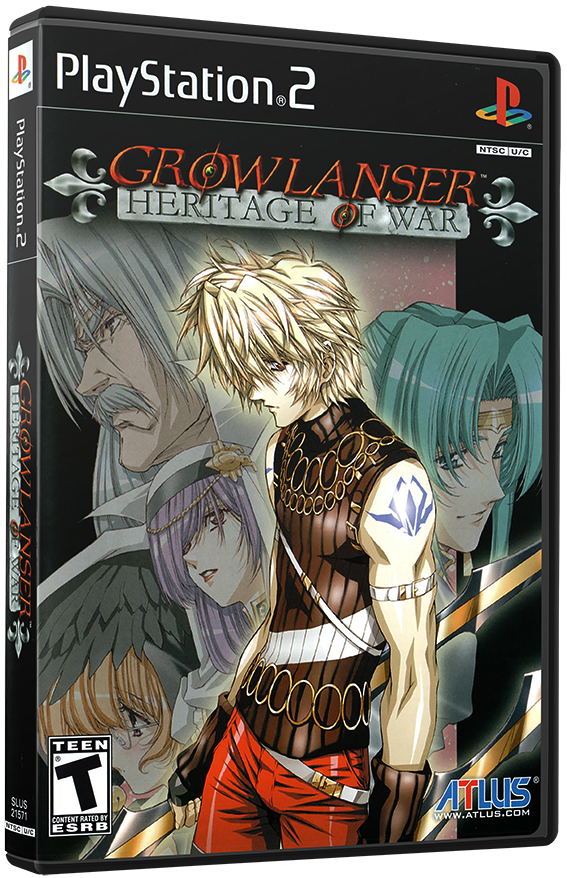 PlayStation®2
NTSC U/C
GROWLANSER™
HERITAGE OF WAR
PlayStation®2
GROWLANSER™
HERITAGE OF WAR
SLUS
21571
NTSC U/C
TEEN
T
CONTENT RATED BY
ESRB
ATLUS®
WWW.ATLUS.COM